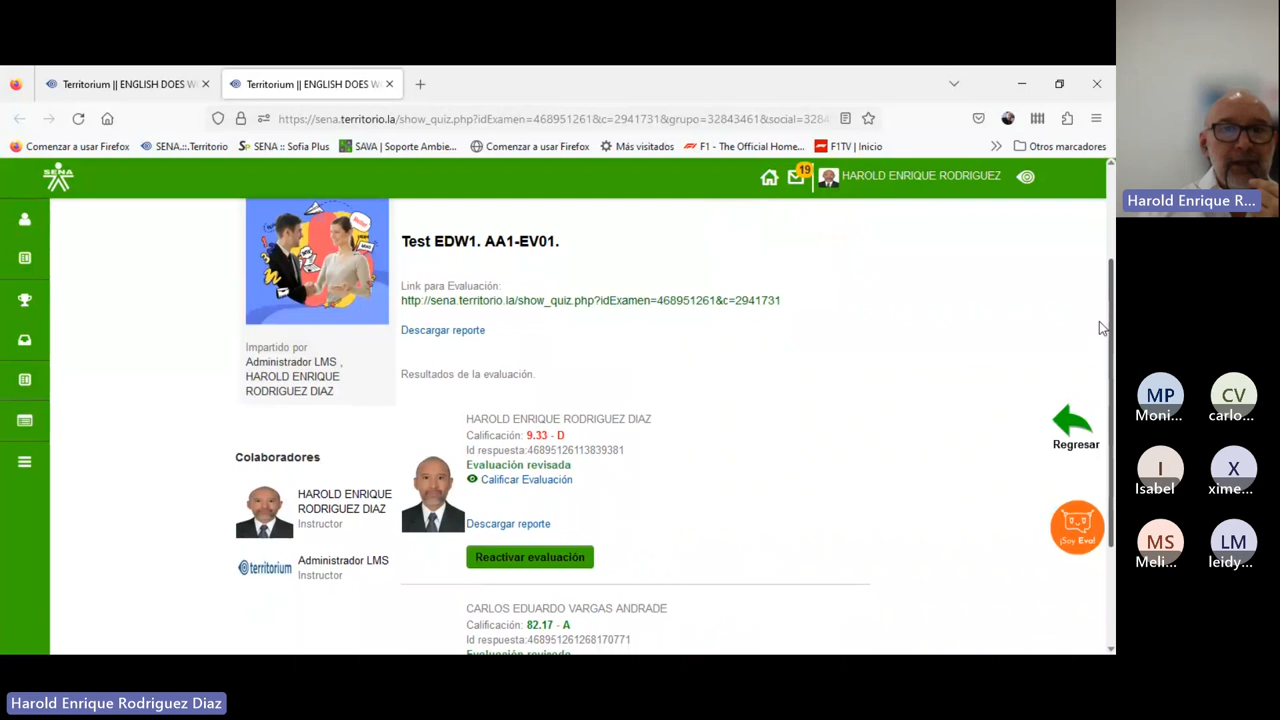 Territorium || ENGLISH DOES W
Territorium || ENGLISH DOES W
https://sena.territorio.la/show_quiz.php?idExamen=468951261&c=2941731&grupo=32843461&social=3284
Comenzar a usar Firefox
SENA.::.Territorio
SENA :: Sofia Plus
SAVA | Soporte Ambie...
Comenzar a usar Firefox
Más visitados
F1 - The Official Home...
F1TV | Inicio
Otros marcadores
SENA
19
HAROLD ENRIQUE RODRIGUEZ
Harold Enrique R...
Test EDW1. AA1-EV01.
Link para Evaluación:
http://sena.territorio.la/show_quiz.php?idExamen=468951261&c=2941731
Descargar reporte
Impartido por
Administrador LMS ,
HAROLD ENRIQUE
RODRIGUEZ DIAZ
Resultados de la evaluación.
HAROLD ENRIQUE RODRIGUEZ DIAZ
Calificación: 9.33 - D
Id respuesta:46895126113839381
Evaluación revisada
Calificar Evaluación
Descargar reporte
Reactivar evaluación
Colaboradores
HAROLD ENRIQUE
RODRIGUEZ DIAZ
Instructor
territorium
Administrador LMS
Instructor
CARLOS EDUARDO VARGAS ANDRADE
Calificación: 82.17 - A
Id respuesta:468951261268170771
Evaluación revisada
Regresar
¡Soy Eva!
MP
Moni...
CV
carlo...
I
Isabel
X
xime...
MS
Meli...
LM
leidy...
Harold Enrique Rodriguez Diaz